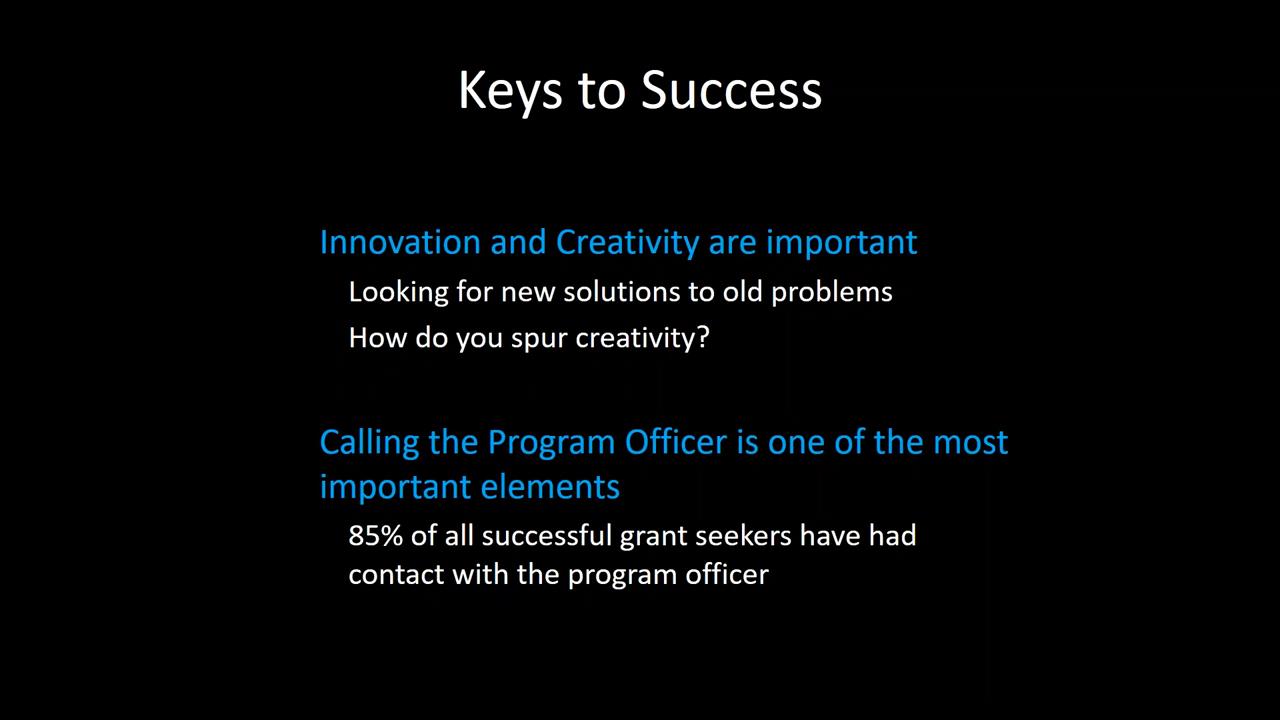 Keys to Success
Innovation and Creativity are important
Looking for new solutions to old problems
How do you spur creativity?
Calling the Program Officer is one of the most
important elements
85% of all successful grant seekers have had
contact with the program officer